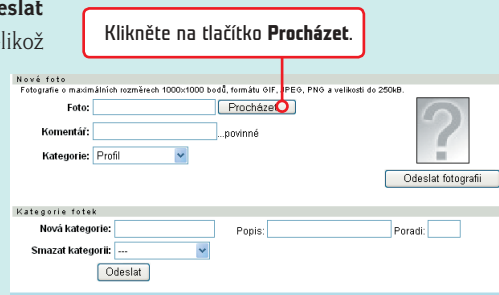 eslat
likož
Klikněte na tlačítko Procházet.
Nové foto
Fotografie o maximálních rozměrech 1000x1000 bodů, formátu GIF, JPEG, PNG a velikosti do 250kB.
Foto: Procházet
Komentář: ...povinné
Kategorie: Profil
Odeslat fotografii
Kategorie fotek
Nová kategorie: Popis: Poradi:
Smazat kategorii: ---
Odeslat